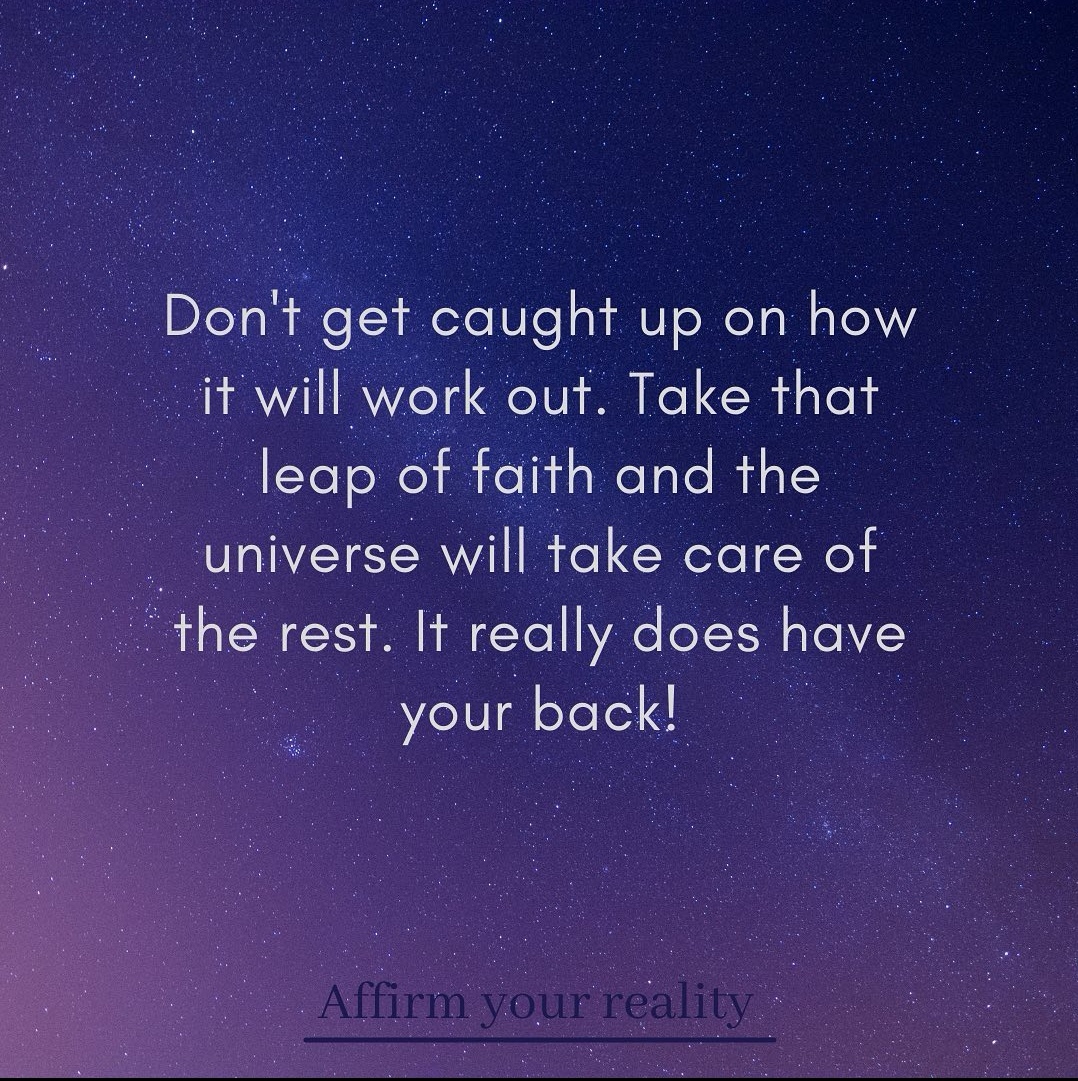 Don't get caught up on how
it will work out. Take that
leap of faith and the
universe will take care of
the rest. It really does have
your back!
Affirm your reality